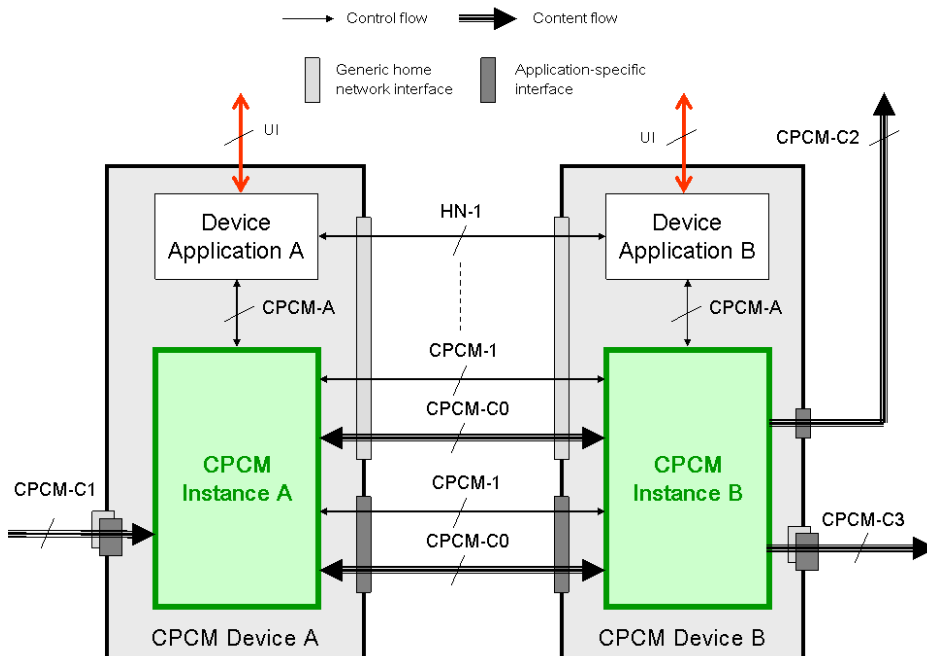 Control flow
Content flow
Generic home
network interface
Application-specific
interface
UI
UI
CPCM-C2
Device
Application A
HN-1
Device
Application B
CPCM-A
CPCM-A
CPCM-1
CPCM-C0
CPCM
Instance A
CPCM
Instance B
CPCM-C1
CPCM-1
CPCM-C3
CPCM-C0
CPCM Device A
CPCM Device B